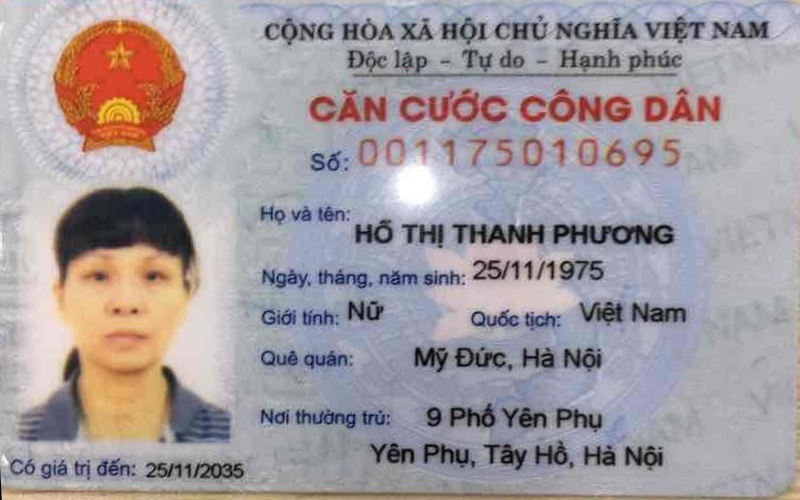 CỘNG HÒA XÃ HỘI CHỦ NGHĨA VIỆT NAM
Độc lập - Tự do - Hạnh phúc
CĂN CƯỚC CÔNG DÂN
Số: 001175010695
Họ và tên:
HỒ THỊ THANH PHƯƠNG
Ngày, tháng, năm sinh: 25/11/1975
Giới tính: Nữ Quốc tịch: Việt Nam
Quê quán: Mỹ Đức, Hà Nội
Nơi thường trú: 9 Phố Yên Phụ
Yên Phụ, Tây Hồ, Hà Nội
Có giá trị đến: 25/11/2035